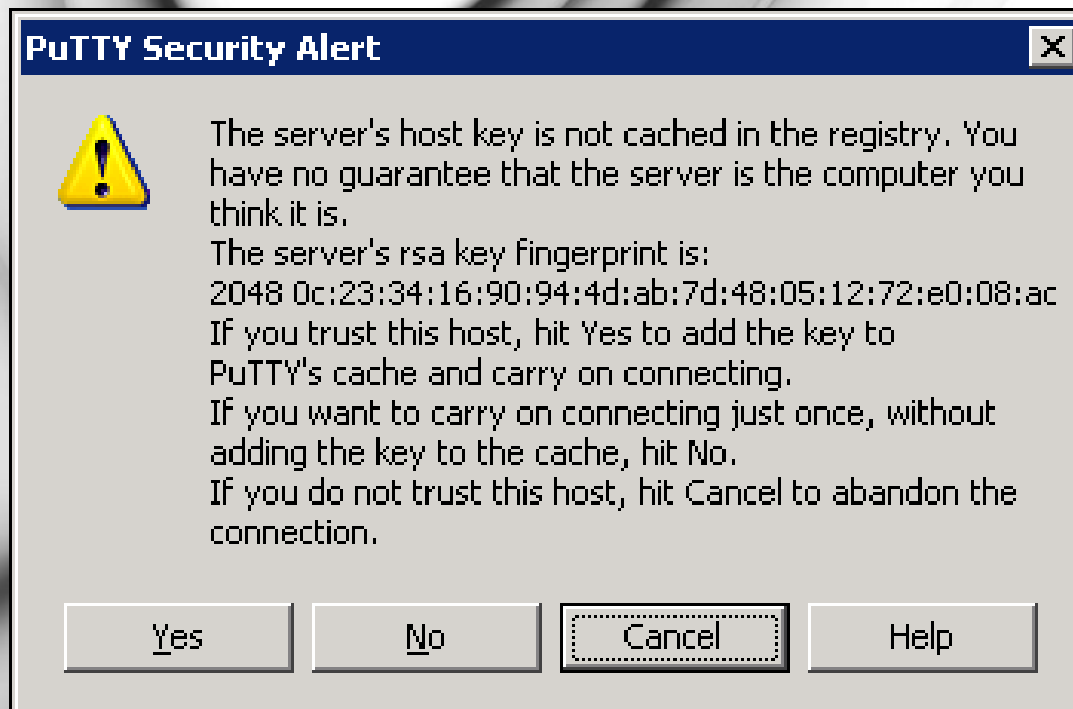 PuTTY Security Alert
The server's host key is not cached in the registry. You
have no guarantee that the server is the computer you
think it is.
The server's rsa key fingerprint is:
2048 0c:23:34:16:90:94:4d:ab:7d:48:05:12:72:e0:08:ac
If you trust this host, hit Yes to add the key to
PuTTY's cache and carry on connecting.
If you want to carry on connecting just once, without
adding the key to the cache, hit No.
If you do not trust this host, hit Cancel to abandon the
connection.
Yes No Cancel Help